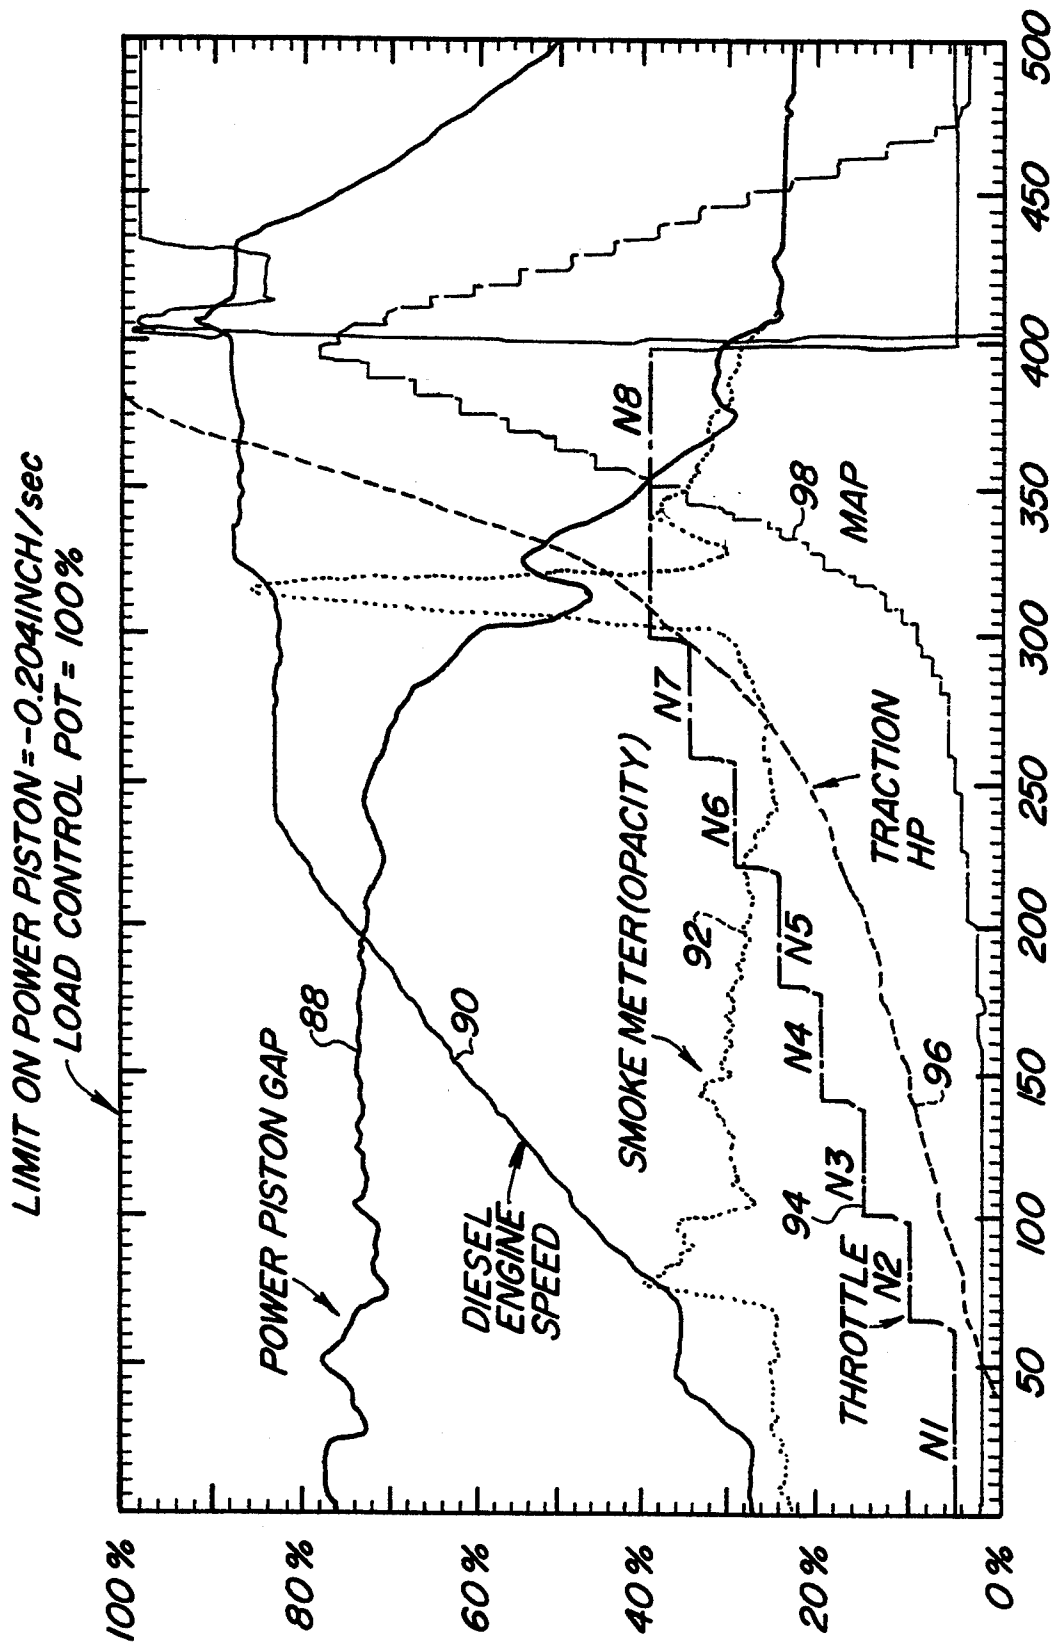 LIMIT ON POWER PISTON = -0.204INCH/sec
LOAD CONTROL POT = 100%
100%
80%
60%
40%
20%
0%
POWER PISTON GAP
88
90
DIESEL
ENGINE
SPEED
SMOKE METER(OPACITY)
92
THROTTLE
94
N1
N2
N3
N4
N5
N6
N7
N8
96
TRACTION
HP
98
MAP
50
100
150
200
250
300
350
400
450
500